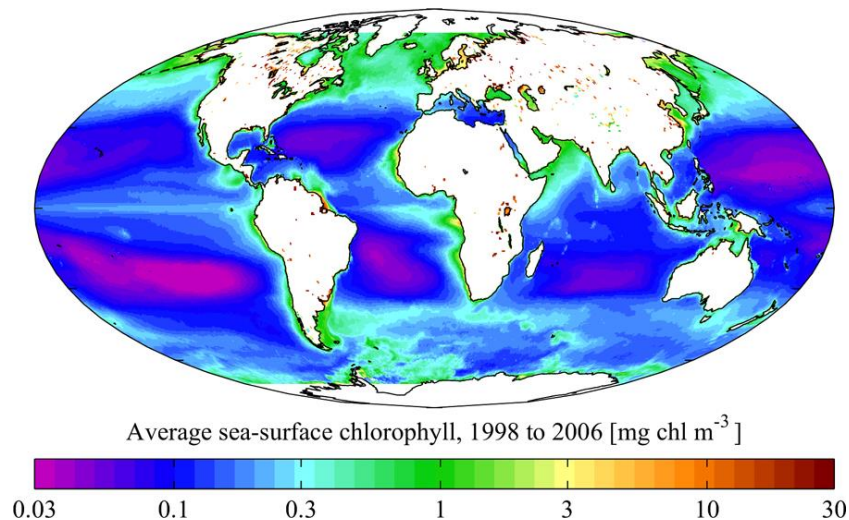 Average sea-surface chlorophyll, 1998 to 2006 [mg chl m⁻³ ]
0.03 0.1 0.3 1 3 10 30